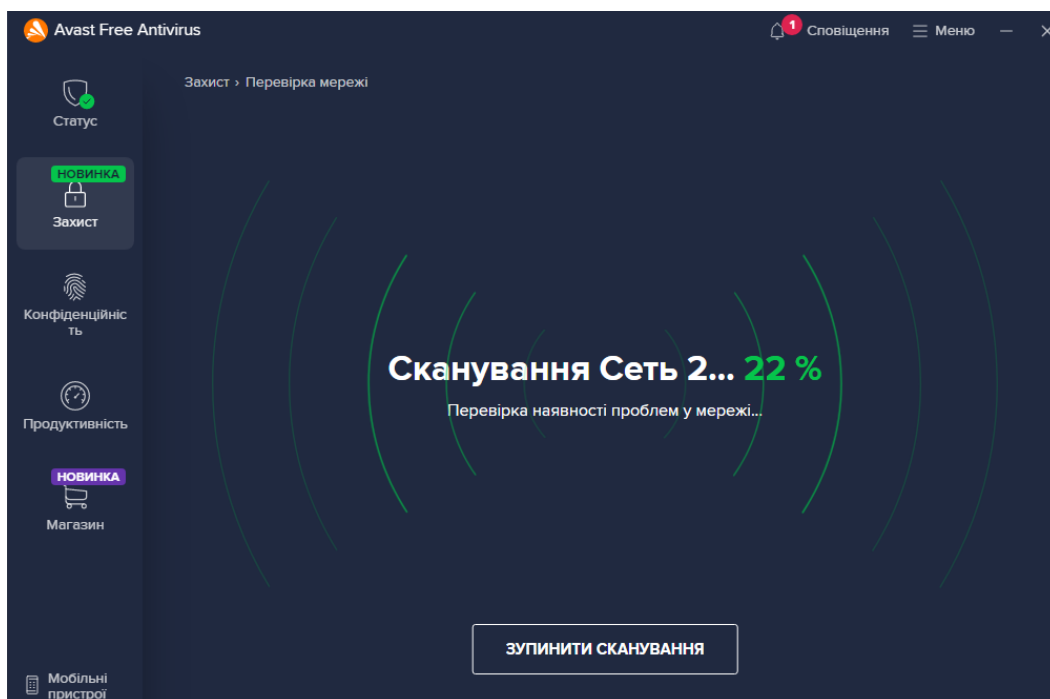 Avast Free Antivirus
1
Сповіщення
Меню
Статус
Захист › Перевірка мережі
НОВИНКА
Захист
Конфіденційніс
ть
Сканування Сеть 2... 22 %
Перевірка наявності проблем у мережі...
Продуктивність
НОВИНКА
Магазин
ЗУПИНИТИ СКАНУВАННЯ
Мобільні
пристрої